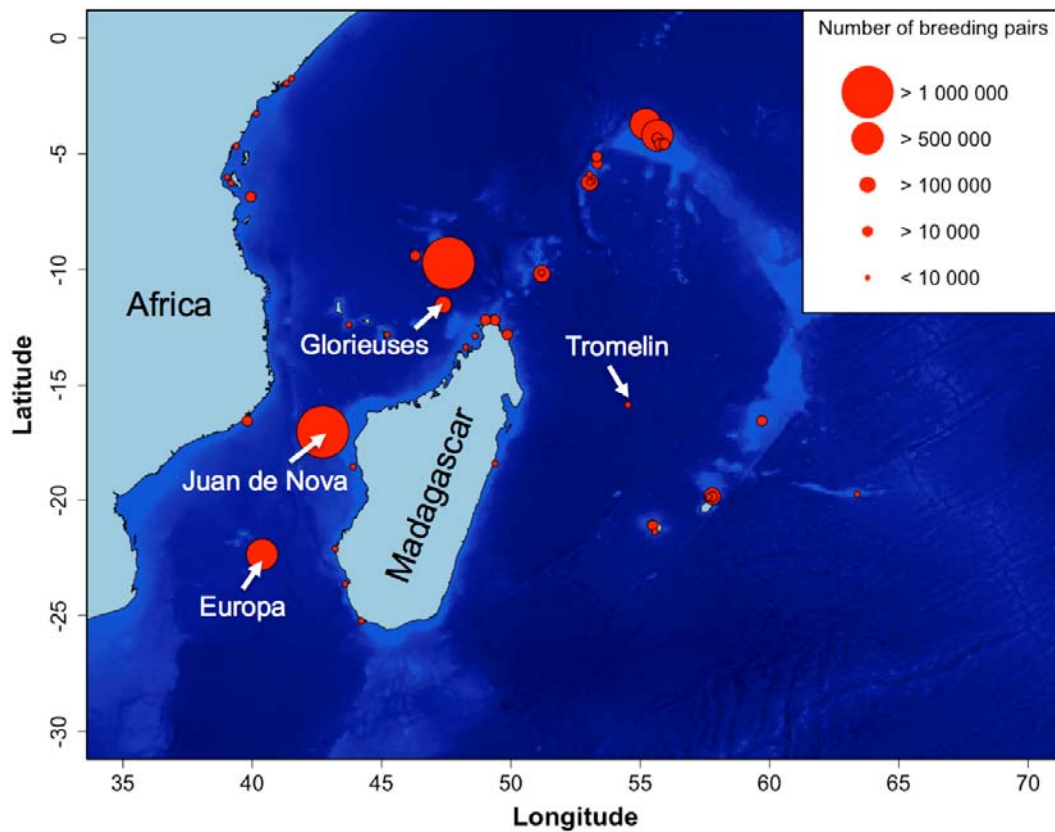 Number of breeding pairs
> 1 000 000
> 500 000
> 100 000
> 10 000
< 10 000
0
-5
-10
-15
-20
-25
-30
Latitude
Africa
Glorieuses
Tromelin
Juan de Nova
Madagascar
Europa
35
40
45
50
55
60
65
70
Longitude